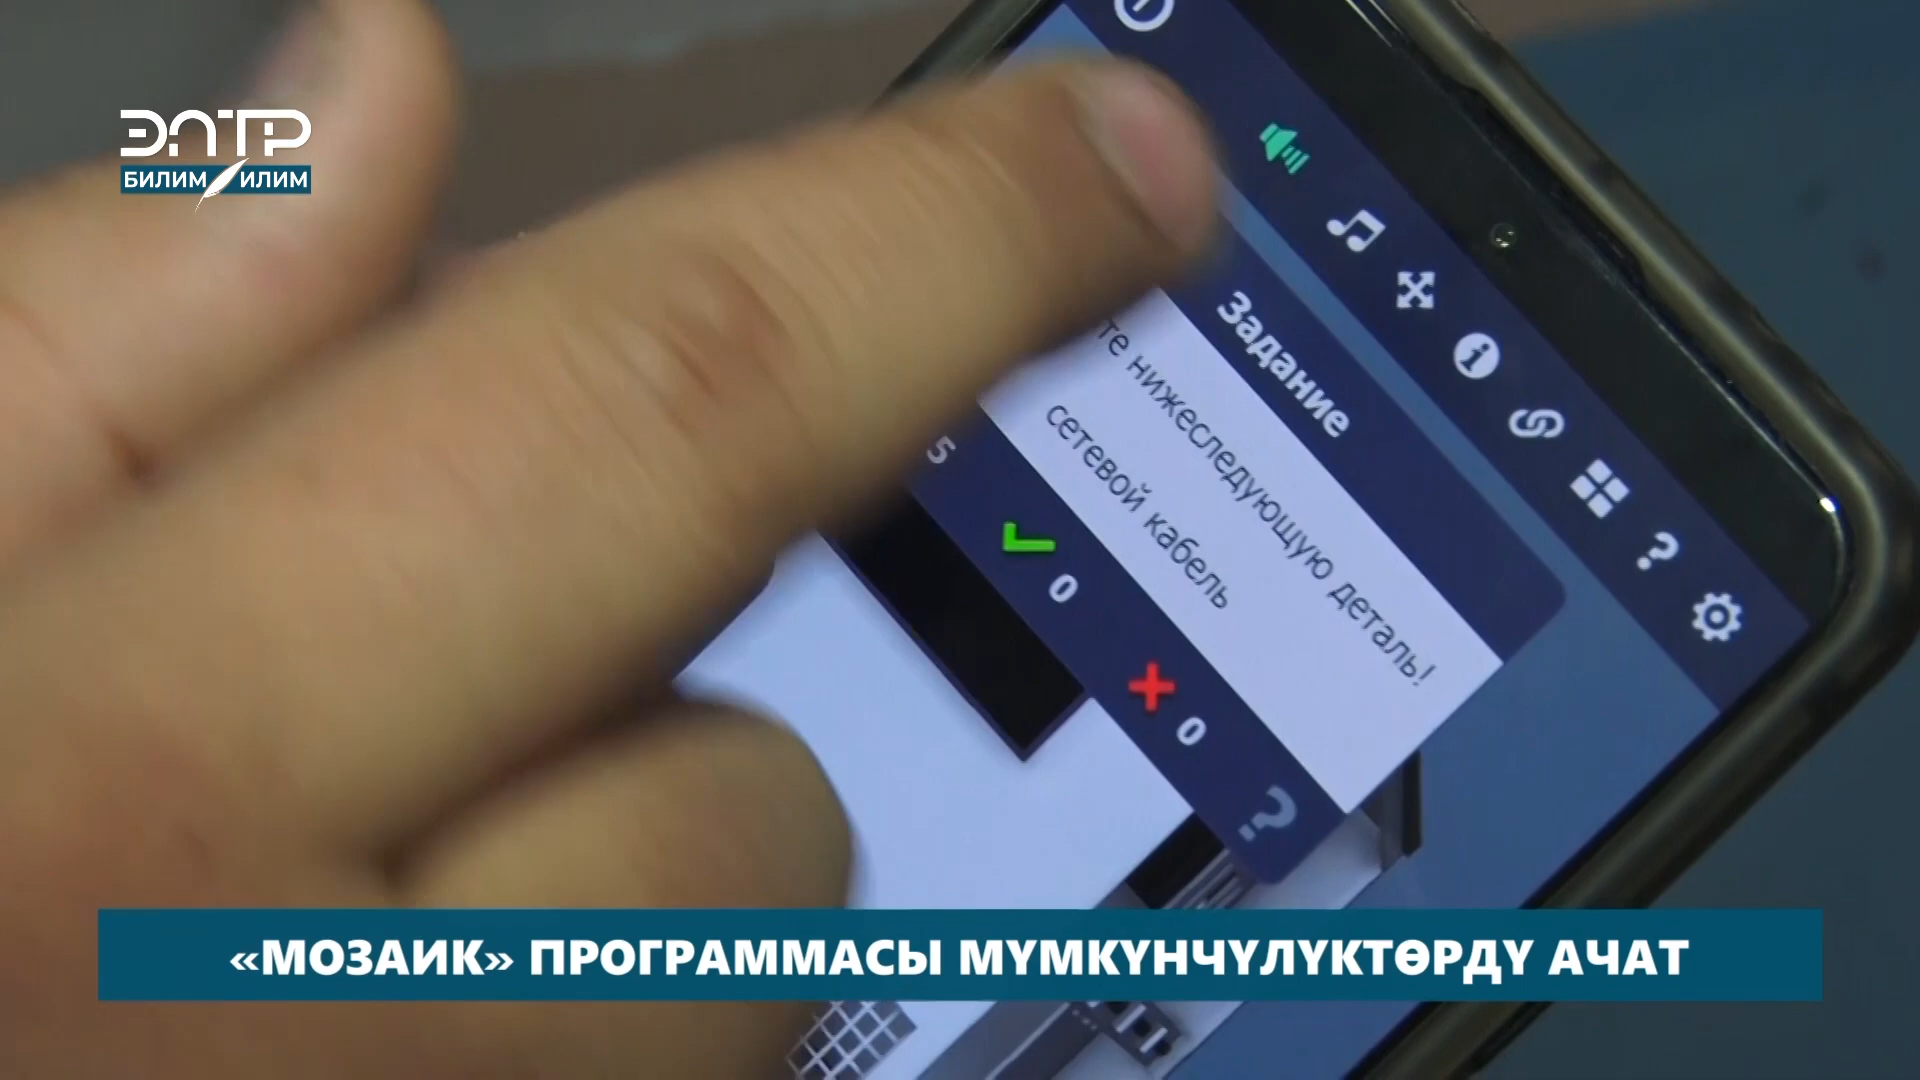 ЭЛТР
БИЛИМ ИЛИМ
Задание
те нижеследующую деталь!
сетевой кабель
5
0
0
?
?
«МОЗАИК» ПРОГРАММАСЫ МҮМКҮНЧҮЛҮКТӨРДҮ АЧАТ